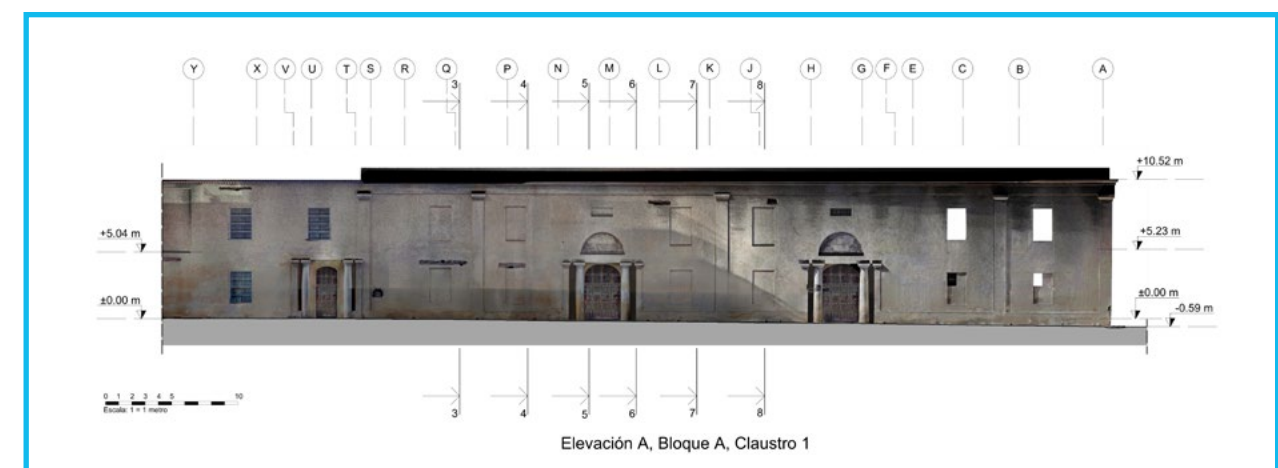 Y X V U T S R Q P N M L K J H G F E C B A
3 4 5 6 7 8
+10.52 m
+5.04 m
+5.23 m
±0.00 m
±0.00 m
-0.59 m
0 1 2 3 4 5 10
Escala: 1 = 1 metro
3 4 5 6 7 8
Elevación A, Bloque A, Claustro 1